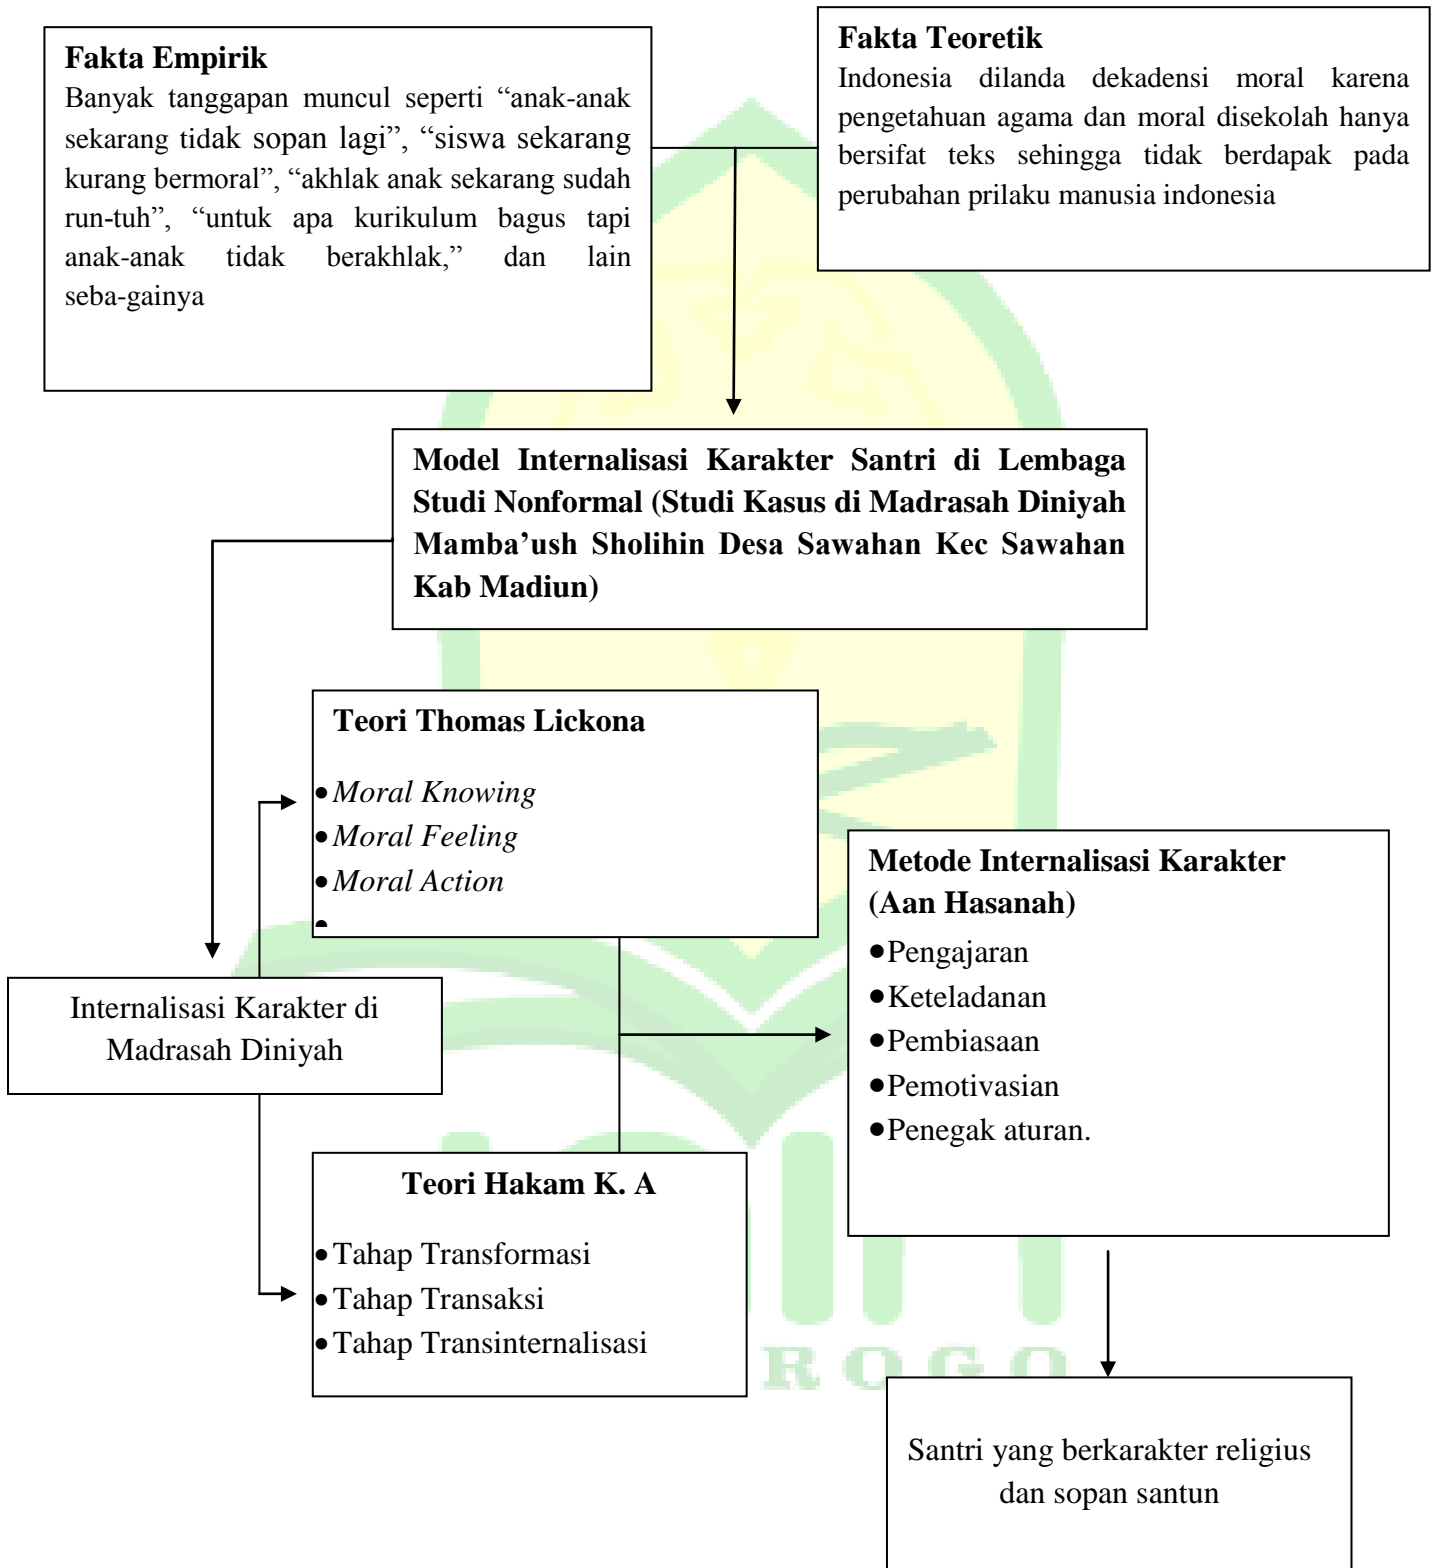 Fakta Empirik
Banyak tanggapan muncul seperti “anak-anak
sekarang tidak sopan lagi”, “siswa sekarang
kurang bermoral”, “akhlak anak sekarang sudah
run-tuh”, “untuk apa kurikulum bagus tapi
anak-anak tidak berakhlak,” dan lain
seba-gainya
Fakta Teoretik
Indonesia dilanda dekadensi moral karena
pengetahuan agama dan moral disekolah hanya
bersifat teks sehingga tidak berdapak pada
perubahan prilaku manusia indonesia
Model Internalisasi Karakter Santri di Lembaga
Studi Nonformal (Studi Kasus di Madrasah Diniyah
Mamba’ush Sholihin Desa Sawahan Kec Sawahan
Kab Madiun)
Teori Thomas Lickona
•Moral Knowing
•Moral Feeling
•Moral Action
•
Internalisasi Karakter di
Madrasah Diniyah
Metode Internalisasi Karakter
(Aan Hasanah)
•Pengajaran
•Keteladanan
•Pembiasaan
•Pemotivasian
•Penegak aturan.
Teori Hakam K. A
•Tahap Transformasi
•Tahap Transaksi
•Tahap Transinternalisasi
ROGO
Santri yang berkarakter religius
dan sopan santun